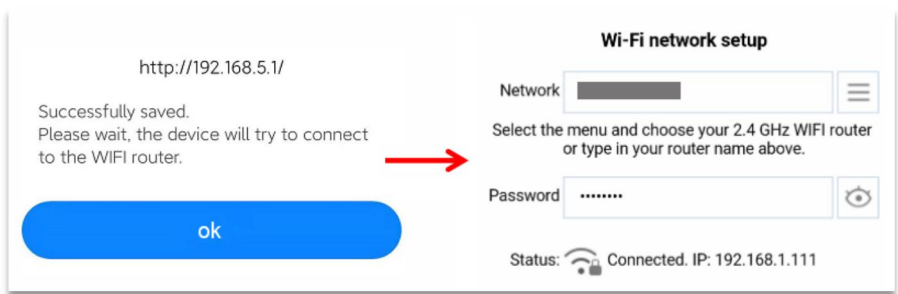 http://192.168.5.1/
Successfully saved.
Please wait, the device will try to connect
to the WIFI router.
ok
Wi-Fi network setup
Network
Select the menu and choose your 2.4 GHz WIFI router
or type in your router name above.
Password ········
Status: Connected. IP: 192.168.1.111